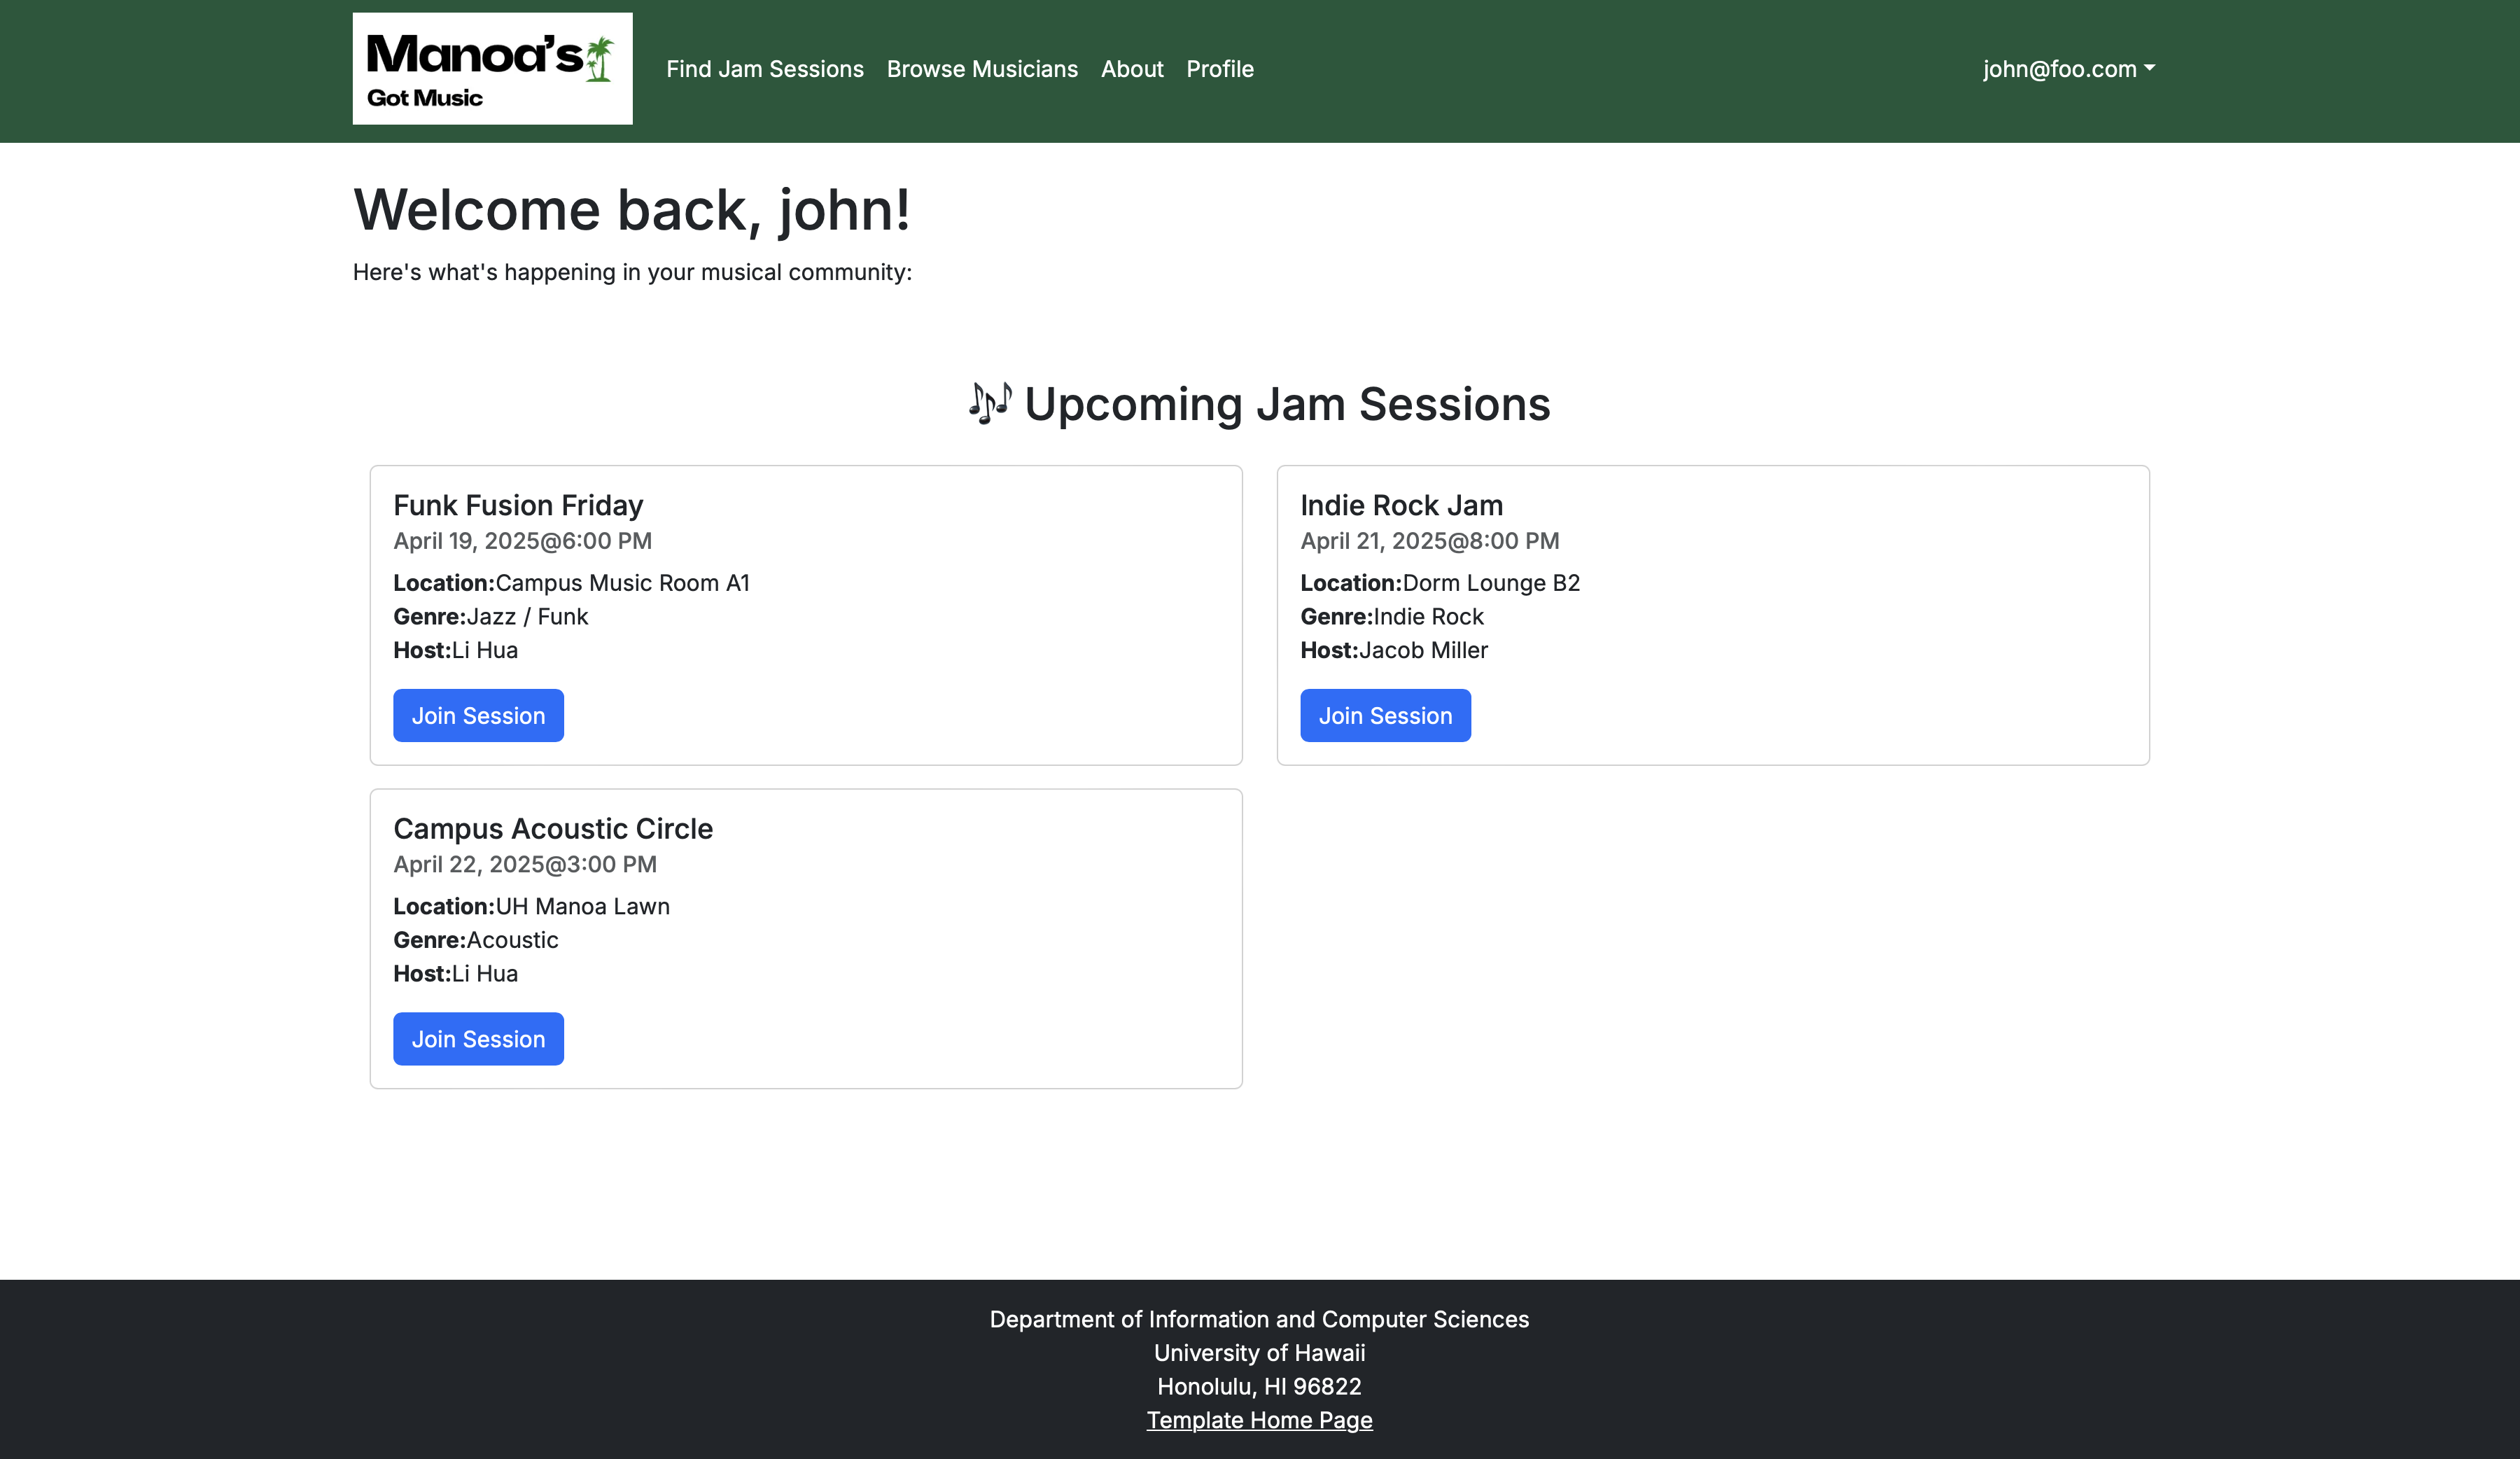 Manoa's
Got Music
Find Jam Sessions Browse Musicians About Profile john@foo.com
Welcome back, john!
Here's what's happening in your musical community:
🎶 Upcoming Jam Sessions
Funk Fusion Friday
April 19, 2025@6:00 PM
Location:Campus Music Room A1
Genre:Jazz / Funk
Host:Li Hua
Join Session
Indie Rock Jam
April 21, 2025@8:00 PM
Location:Dorm Lounge B2
Genre:Indie Rock
Host:Jacob Miller
Join Session
Campus Acoustic Circle
April 22, 2025@3:00 PM
Location:UH Manoa Lawn
Genre:Acoustic
Host:Li Hua
Join Session
Department of Information and Computer Sciences
University of Hawaii
Honolulu, HI 96822
Template Home Page